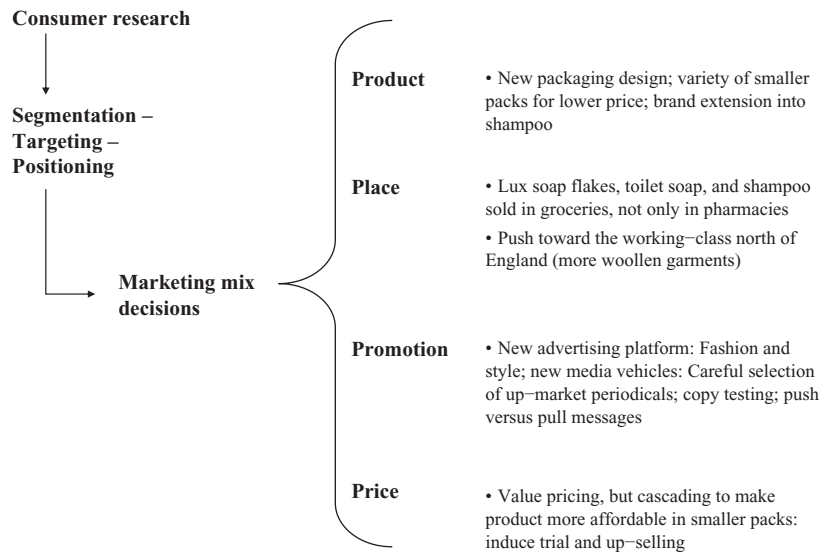 Consumer research
Segmentation –
Targeting –
Positioning
Marketing mix
decisions
Product
• New packaging design; variety of smaller
packs for lower price; brand extension into
shampoo
Place
• Lux soap flakes, toilet soap, and shampoo
sold in groceries, not only in pharmacies
• Push toward the working−class north of
England (more woollen garments)
Promotion
• New advertising platform: Fashion and
style; new media vehicles: Careful selection
of up−market periodicals; copy testing; push
versus pull messages
Price
• Value pricing, but cascading to make
product more affordable in smaller packs:
induce trial and up−selling